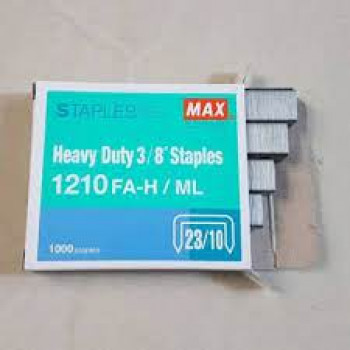 STAPLES
MAX
Heavy Duty 3/8" Staples
1210 FA-H / ML
23/10
1000 staples